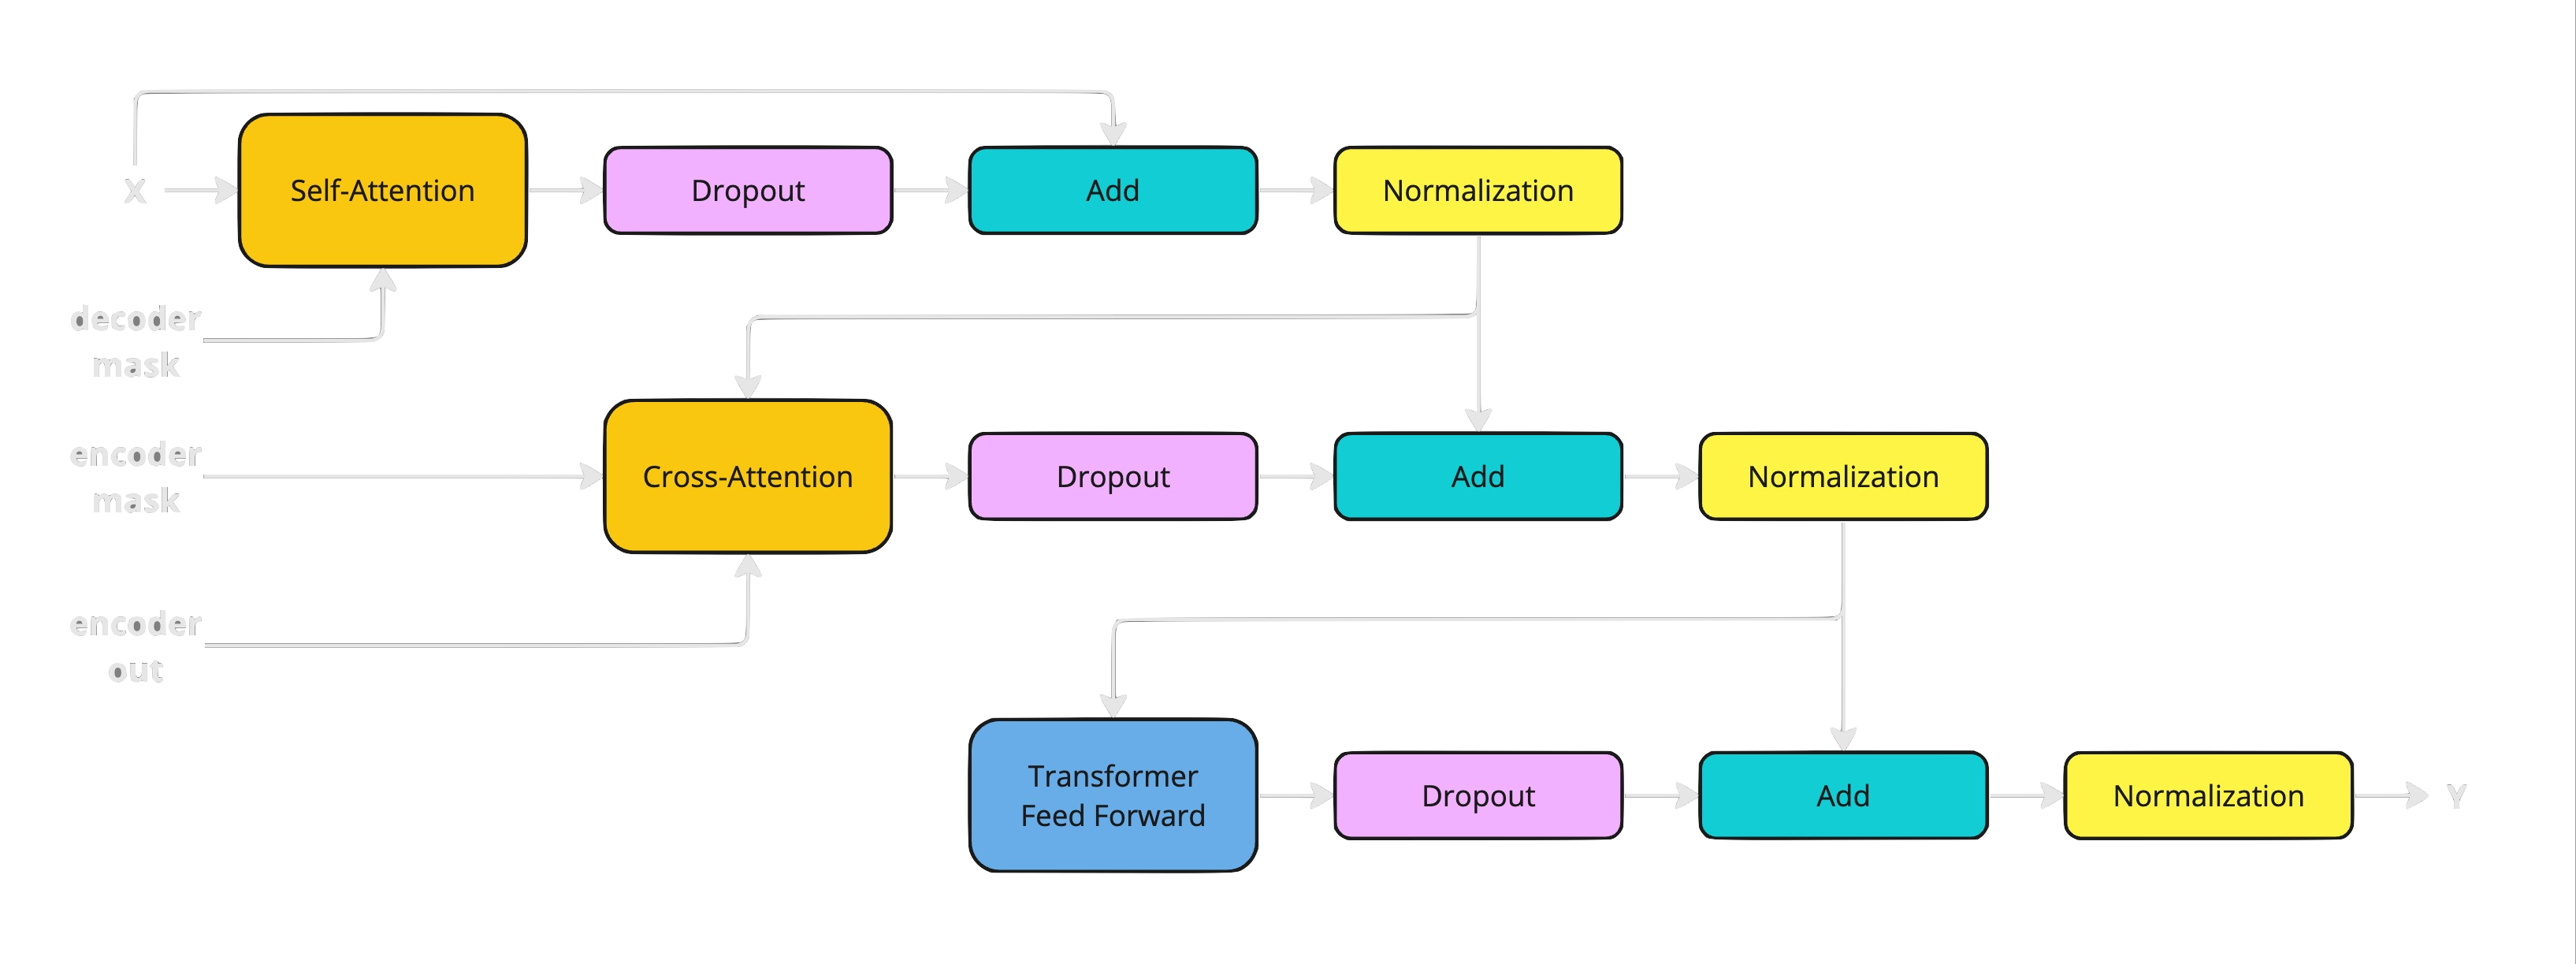 X
Self-Attention
Dropout
Add
Normalization
decoder
mask
encoder
mask
Cross-Attention
Dropout
Add
Normalization
encoder
out
Transformer
Feed Forward
Dropout
Add
Normalization
Y